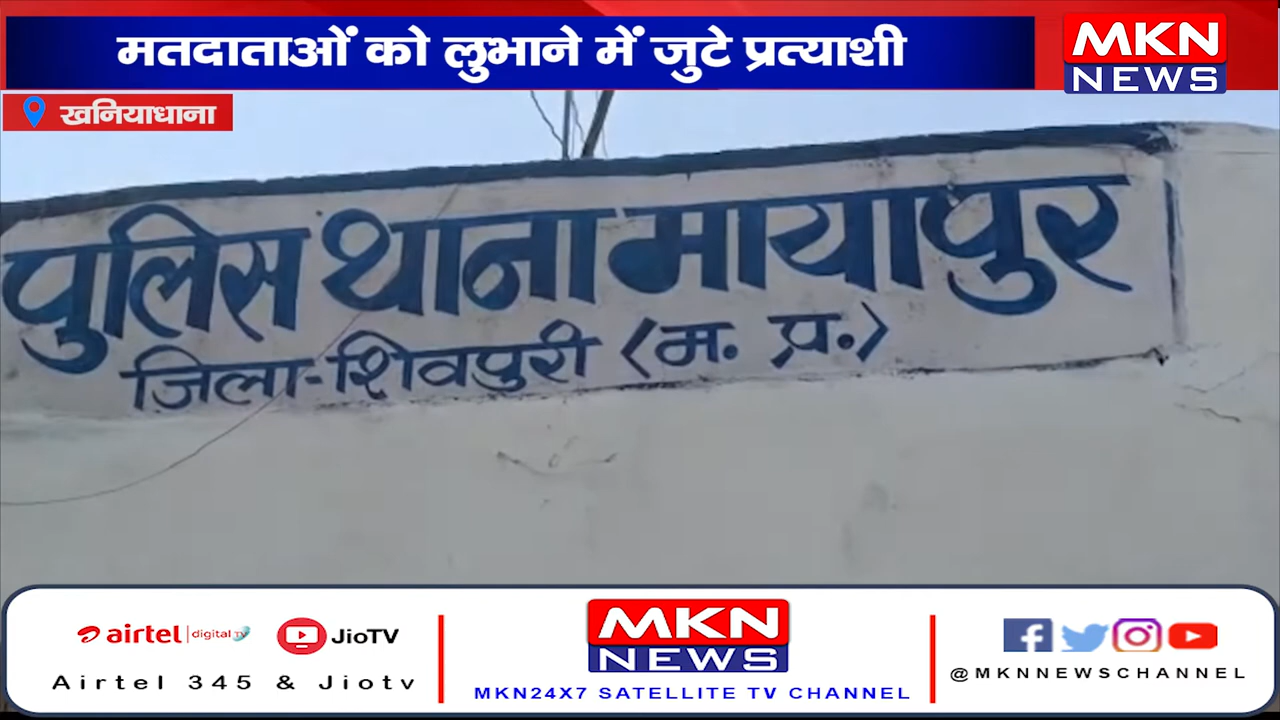 मतदाताओं को लुभाने में जुटे प्रत्याशी
MKN
NEWS
खनियाधाना
पुलिस थाना मायापुर
जिला-शिवपुरी (म. प्र.)
airtel digital TV
JioTV
Airtel 345 & Jiotv
MKN
NEWS
MKN24X7 SATELLITE TV CHANNEL
@MKNNEWSCHANNEL